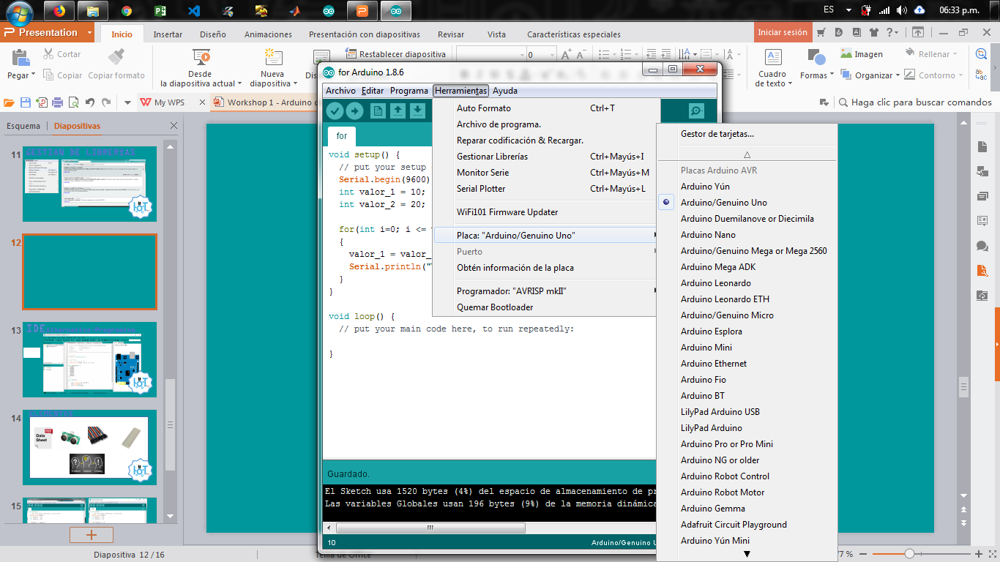 ES
06:33 p.m.
Presentation
Inicio
Insertar
Diseño
Animaciones
Presentación con diapositivas
Revisar
Vista
Características especiales
Iniciar sesión
Pegar
Cortar
Copiar
Copiar formato
Desde
la diapositiva actual
Nueva
diapositiva
Restablecer diapositiva
0
Cuadro
de texto
Formas
Imagen
Organizar
Rellenar
Contorno
My WPS
Workshop 1 - Arduino
Haga clic para buscar comandos
Esquema
Diapositivas
11
GESTION DE LIBRERIAS
12
13
IDE
14
Elementos
PDF
Data
Sheet
IoT
15
Diapositiva 12 / 16
Tema de Office
77 %
for Arduino 1.8.6
Archivo Editar Programa Herramientas Ayuda
for
void setup() {
// put your setup
Serial.begin(9600)
int valor_1 = 10;
int valor_2 = 20;
for(int i=0; i <=
{
valor_1 = valor_
Serial.println("
}
}
void loop() {
// put your main code here, to run repeatedly:
}
Guardado.
El Sketch usa 1520 bytes (4%) del espacio de almacenamiento de pr
Las variables Globales usan 196 bytes (9%) de la memoria dinámica
10
Arduino/Genuino U
Auto Formato Ctrl+T
Archivo de programa.
Reparar codificación & Recargar.
Gestionar Librerías Ctrl+Mayús+I
Monitor Serie Ctrl+Mayús+M
Serial Plotter Ctrl+Mayús+L
WiFi101 Firmware Updater
Placa: "Arduino/Genuino Uno"
Puerto
Obtén información de la placa
Programador: "AVRISP mkII"
Quemar Bootloader
Gestor de tarjetas...
Placas Arduino AVR
Arduino Yún
Arduino/Genuino Uno
Arduino Duemilanove or Diecimila
Arduino Nano
Arduino/Genuino Mega or Mega 2560
Arduino Mega ADK
Arduino Leonardo
Arduino Leonardo ETH
Arduino/Genuino Micro
Arduino Esplora
Arduino Mini
Arduino Ethernet
Arduino Fio
Arduino BT
LilyPad Arduino USB
LilyPad Arduino
Arduino Pro or Pro Mini
Arduino NG or older
Arduino Robot Control
Arduino Robot Motor
Arduino Gemma
Adafruit Circuit Playground
Arduino Yún Mini